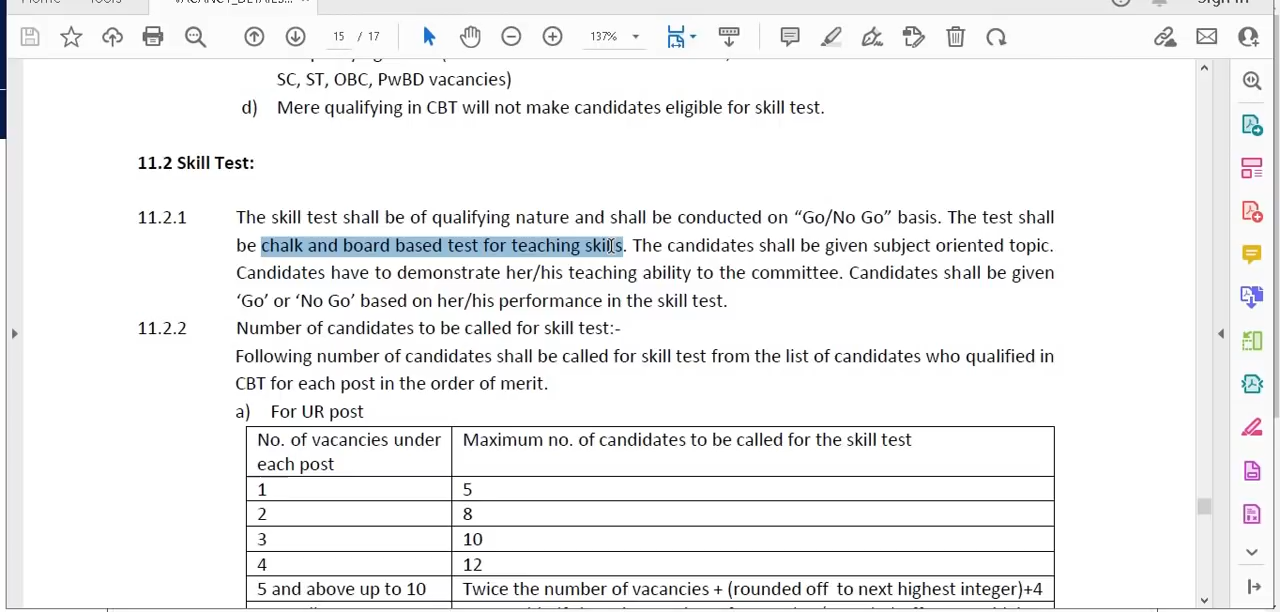 Home Tools
15 / 17
137%
SC, ST, OBC, PwBD vacancies)
d) Mere qualifying in CBT will not make candidates eligible for skill test.
11.2 Skill Test:
11.2.1 The skill test shall be of qualifying nature and shall be conducted on “Go/No Go” basis. The test shall
be chalk and board based test for teaching skills. The candidates shall be given subject oriented topic.
Candidates have to demonstrate her/his teaching ability to the committee. Candidates shall be given
‘Go’ or ‘No Go’ based on her/his performance in the skill test.
11.2.2 Number of candidates to be called for skill test:-
Following number of candidates shall be called for skill test from the list of candidates who qualified in
CBT for each post in the order of merit.
a) For UR post
No. of vacancies under Maximum no. of candidates to be called for the skill test
each post
1 5
2 8
3 10
4 12
5 and above up to 10 Twice the number of vacancies + (rounded off to next highest integer)+4